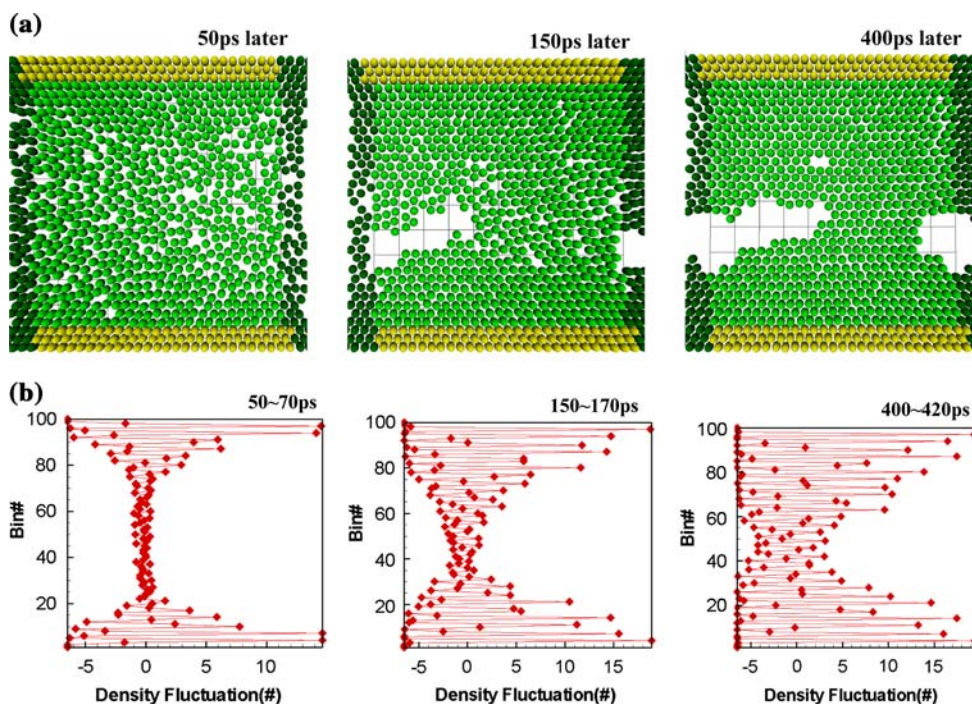 (a)
50ps later
150ps later
400ps later
(b)
50~70ps
150~170ps
400~420ps
100
80
60
40
20
Bin#
-5 0 5 10
Density Fluctuation(#)
100
80
60
40
20
Bin#
-5 0 5 10 15
Density Fluctuation(#)
100
80
60
40
20
Bin#
-5 0 5 10 15
Density Fluctuation(#)